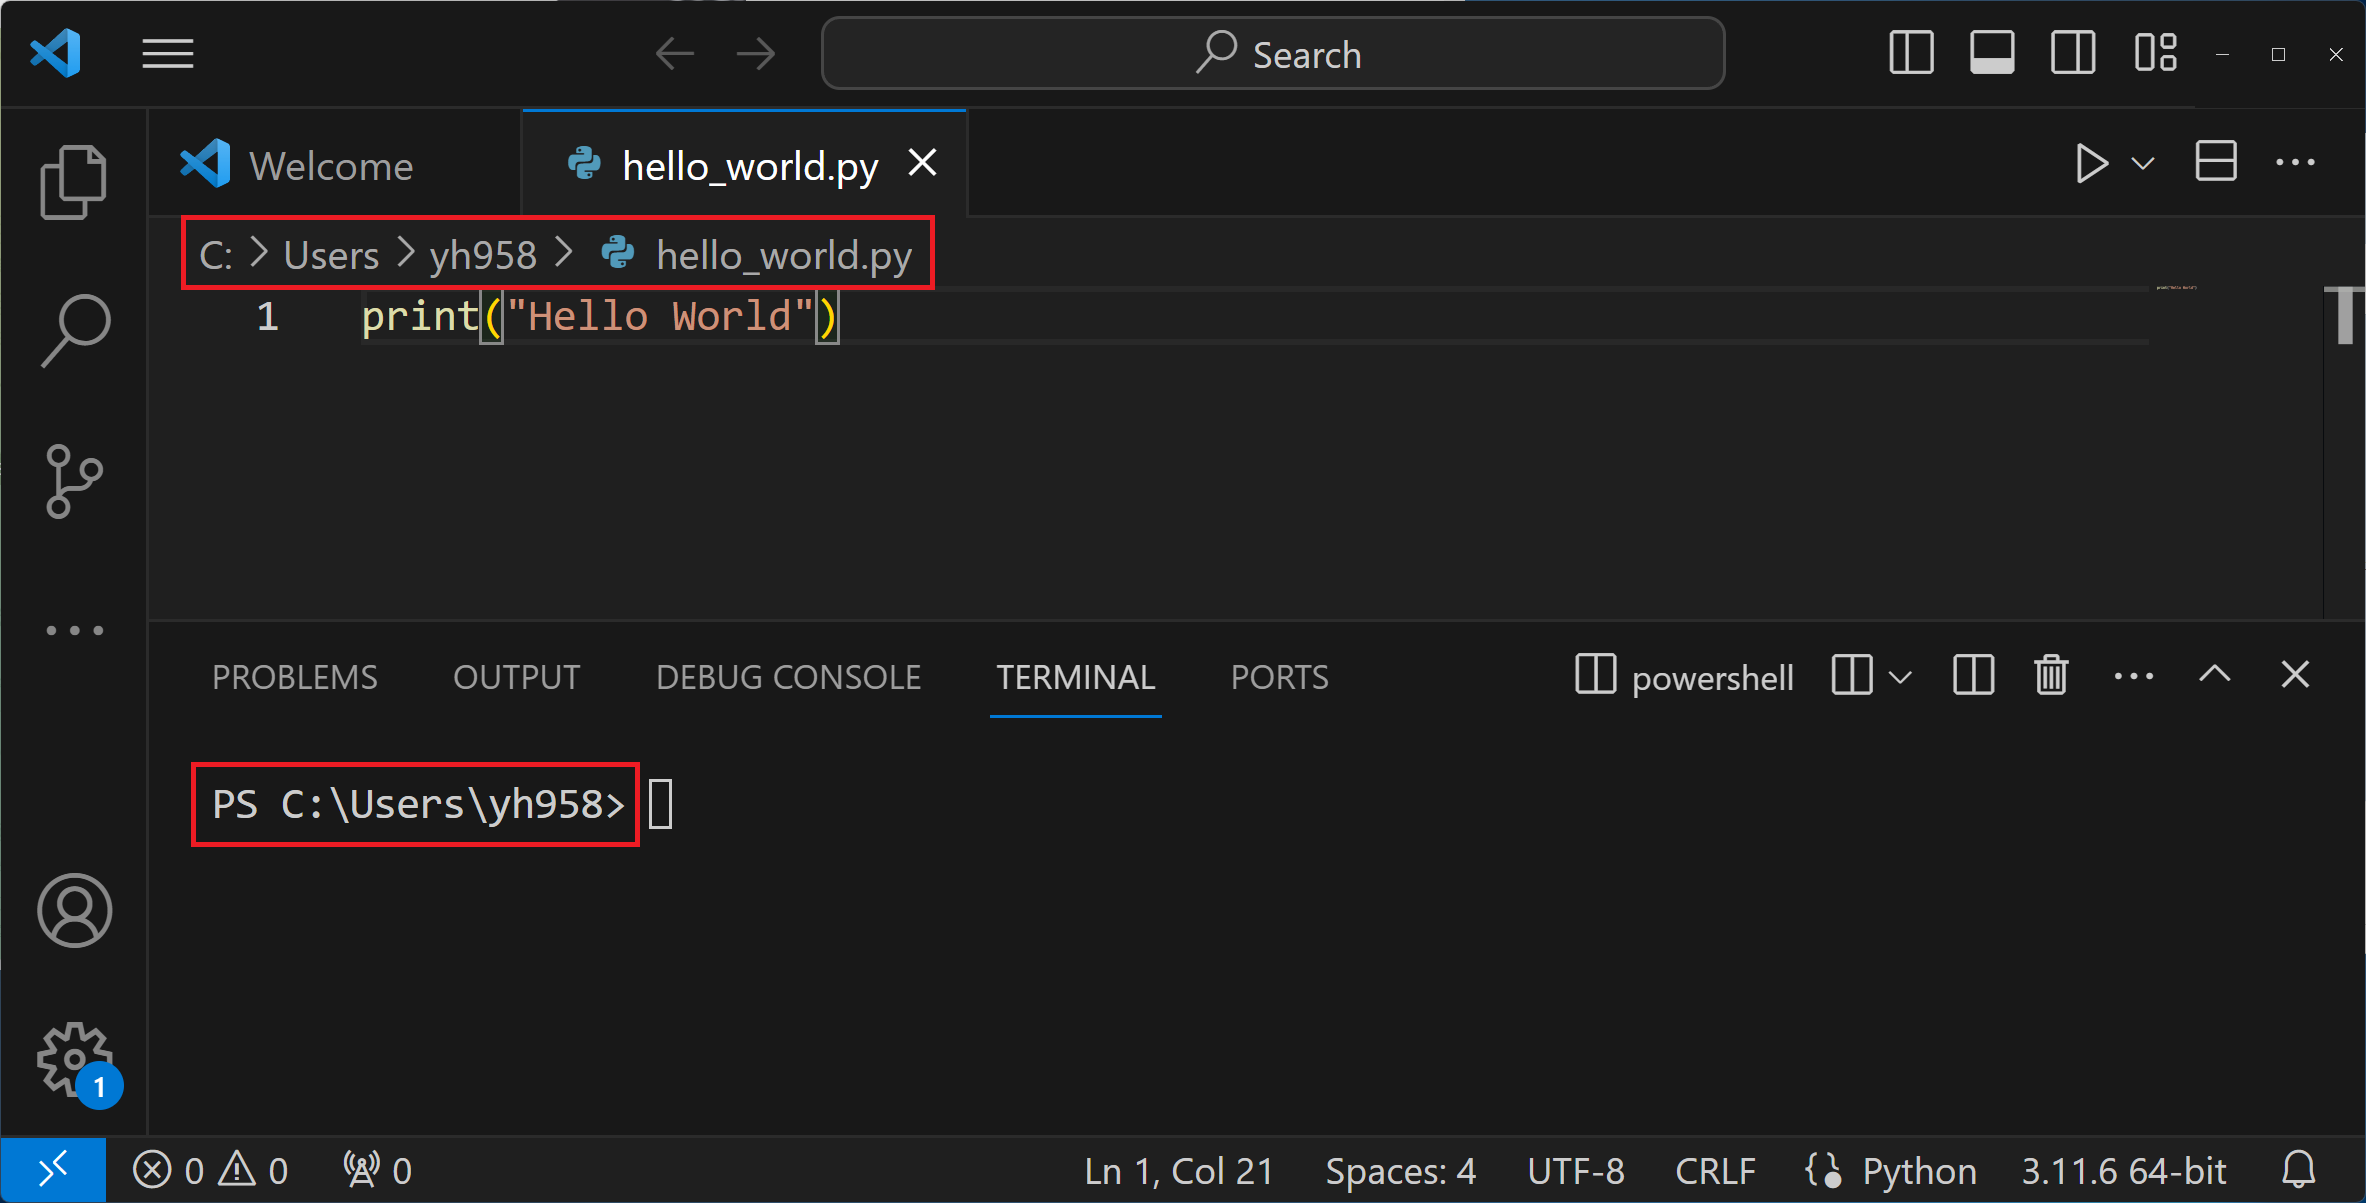 Search
Welcome
hello_world.py
C: > Users > yh958 > hello_world.py
1 print("Hello World")
PROBLEMS OUTPUT DEBUG CONSOLE TERMINAL PORTS powershell
PS C:\Users\yh958>
1
0 0 0 Ln 1, Col 21 Spaces: 4 UTF-8 CRLF Python 3.11.6 64-bit